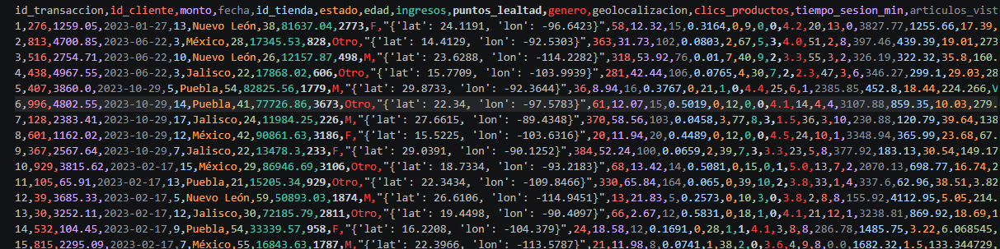 id_transaccion,id_cliente,monto,fecha,id_tienda,estado,edad,ingresos,puntos_lealtad,genero,geolocalizacion,clics_productos,tiempo_sesion_min,articulos_vist
1,276,1259.05,2023-01-27,13,Nuevo León,38,81637.04,2773,F,"{'lat': 24.1191, 'lon': -96.6423}",58,12.32,15,0.3164,0,9,0,0,4.2,20,13,0,3827.77,1255.66,17.39,
2,813,4700.85,2023-06-22,3,México,28,17345.53,828,Otro,"{'lat': 14.4129, 'lon': -92.5303}",363,31.73,102,0.0803,2,67,5,3,4.0,51,2,8,397.46,439.39,19.01,273
3,516,2754.71,2023-06-22,10,Nuevo León,26,12157.87,498,M,"{'lat': 23.6288, 'lon': -114.2282}",318,53.92,76,0.01,7,40,9,2,3.3,55,3,2,326.19,322.32,35.8,160.
4,438,4967.55,2023-06-22,3,Jalisco,22,17868.02,606,Otro,"{'lat': 15.7709, 'lon': -103.9939}",281,42.44,106,0.0765,4,30,7,2,2.3,47,3,6,346.27,299.1,29.03,28
5,407,3860.0,2023-10-29,5,Puebla,54,82825.56,1779,M,"{'lat': 29.8733, 'lon': -92.3644}",36,8.94,16,0.3767,0,21,1,0,4.4,25,6,1,2385.85,452.8,18.44,224.266,V
6,996,4802.55,2023-10-29,14,Puebla,41,77726.86,3673,Otro,"{'lat': 22.34, 'lon': -97.5783}",61,12.07,15,0.5019,0,12,0,0,4.1,14,4,4,3107.88,859.35,10.03,279.
7,128,2383.41,2023-10-29,17,Jalisco,24,11984.25,226,M,"{'lat': 27.6615, 'lon': -89.4348}",370,58.56,103,0.0458,3,77,8,3,1.5,36,3,10,230.88,120.79,39.64,138
8,601,1162.02,2023-10-29,12,México,42,90861.63,3186,F,"{'lat': 15.5225, 'lon': -103.6316}",20,11.94,20,0.4489,0,12,0,0,4.5,24,10,1,3348.94,365.99,23.68,67.
9,367,2567.64,2023-10-29,7,Jalisco,22,13478.3,233,F,"{'lat': 29.0391, 'lon': -90.1252}",384,52.24,100,0.0659,2,39,7,3,3.3,23,5,8,377.92,183.13,30.54,149.17
10,929,3815.62,2023-02-17,15,México,29,86946.69,3106,Otro,"{'lat': 18.7334, 'lon': -93.2183}",68,13.42,14,0.5081,0,15,0,1,5.0,13,7,2,2070.13,698.77,16.74,2
11,105,65.91,2023-02-17,13,Puebla,21,15205.34,929,Otro,"{'lat': 22.3434, 'lon': -109.8466}",330,65.84,164,0.065,0,39,10,2,3.8,33,1,4,337.6,62.96,38.51,3.82
12,39,3685.33,2023-02-17,5,Nuevo León,59,50893.03,1874,M,"{'lat': 26.6106, 'lon': -114.9451}",13,21.83,5,0.2573,0,10,3,0,3.8,2,8,8,155.92,4112.95,5.05,214.
13,30,3252.11,2023-02-17,12,Jalisco,30,72185.79,2811,Otro,"{'lat': 19.4498, 'lon': -90.4097}",66,2.67,12,0.5831,0,18,1,0,4.1,21,12,1,3238.81,869.92,18.69,1
14,532,104.45,2023-02-17,9,Puebla,54,33339.57,958,F,"{'lat': 16.2208, 'lon': -104.379}",24,18.58,12,0.1691,0,28,1,1,4.1,3,8,8,286.78,1485.75,3.22,6.068545,
15,815,2295.09,2023-02-17,7,México,55,16843.63,1787,M,"{'lat': 22.3966, 'lon': -113.5787}",21,11.98,8,0.0741,1,38,2,0,3.6,4,9,8,0.0,1682.32,1.5,133.344729,